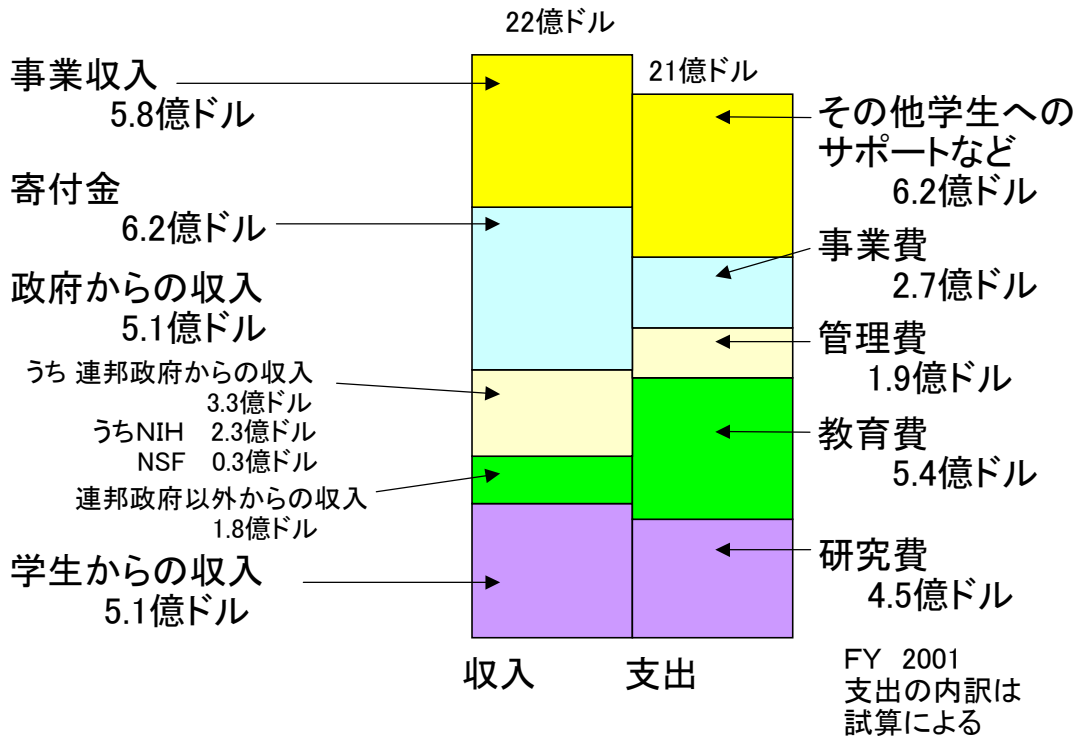 22億ドル
21億ドル
事業収入
5.8億ドル
寄付金
6.2億ドル
政府からの収入
5.1億ドル
うち 連邦政府からの収入
3.3億ドル
うちNIH 2.3億ドル
NSF 0.3億ドル
連邦政府以外からの収入
1.8億ドル
学生からの収入
5.1億ドル
その他学生への
サポートなど
6.2億ドル
事業費
2.7億ドル
管理費
1.9億ドル
教育費
5.4億ドル
研究費
4.5億ドル
収入
支出
FY 2001
支出の内訳は
試算による